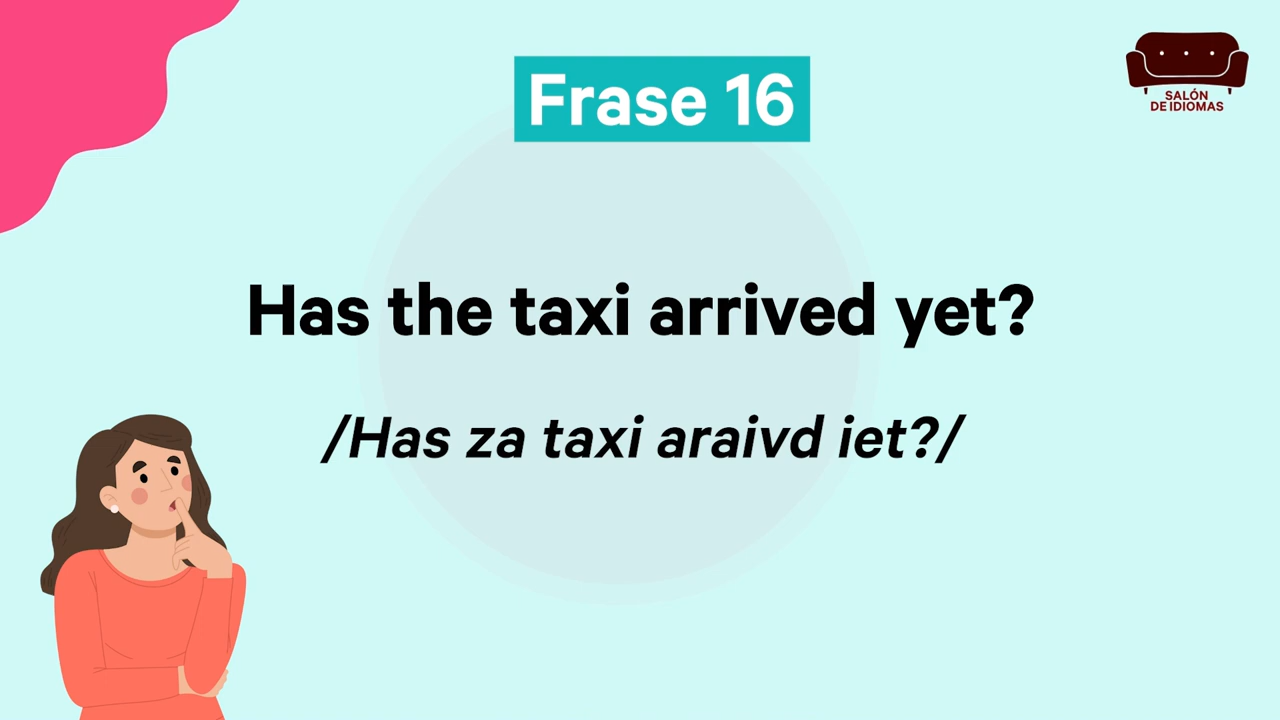 Frase 16
SALÓN
DE IDIOMAS
Has the taxi arrived yet?
/Has za taxi araivd iet?/